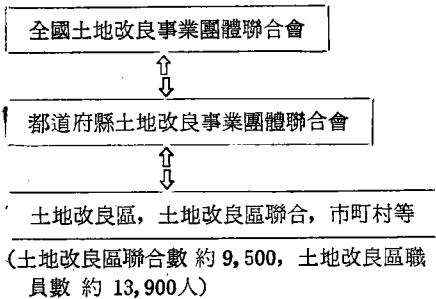 全國土地改良事業團體聯合會
⇧
⇩
都道府縣土地改良事業團體聯合會
⇧
⇩
土地改良區, 土地改良區聯合, 市町村等
(土地改良區聯合數 約 9,500, 土地改良區職
員數 約 13,900人)